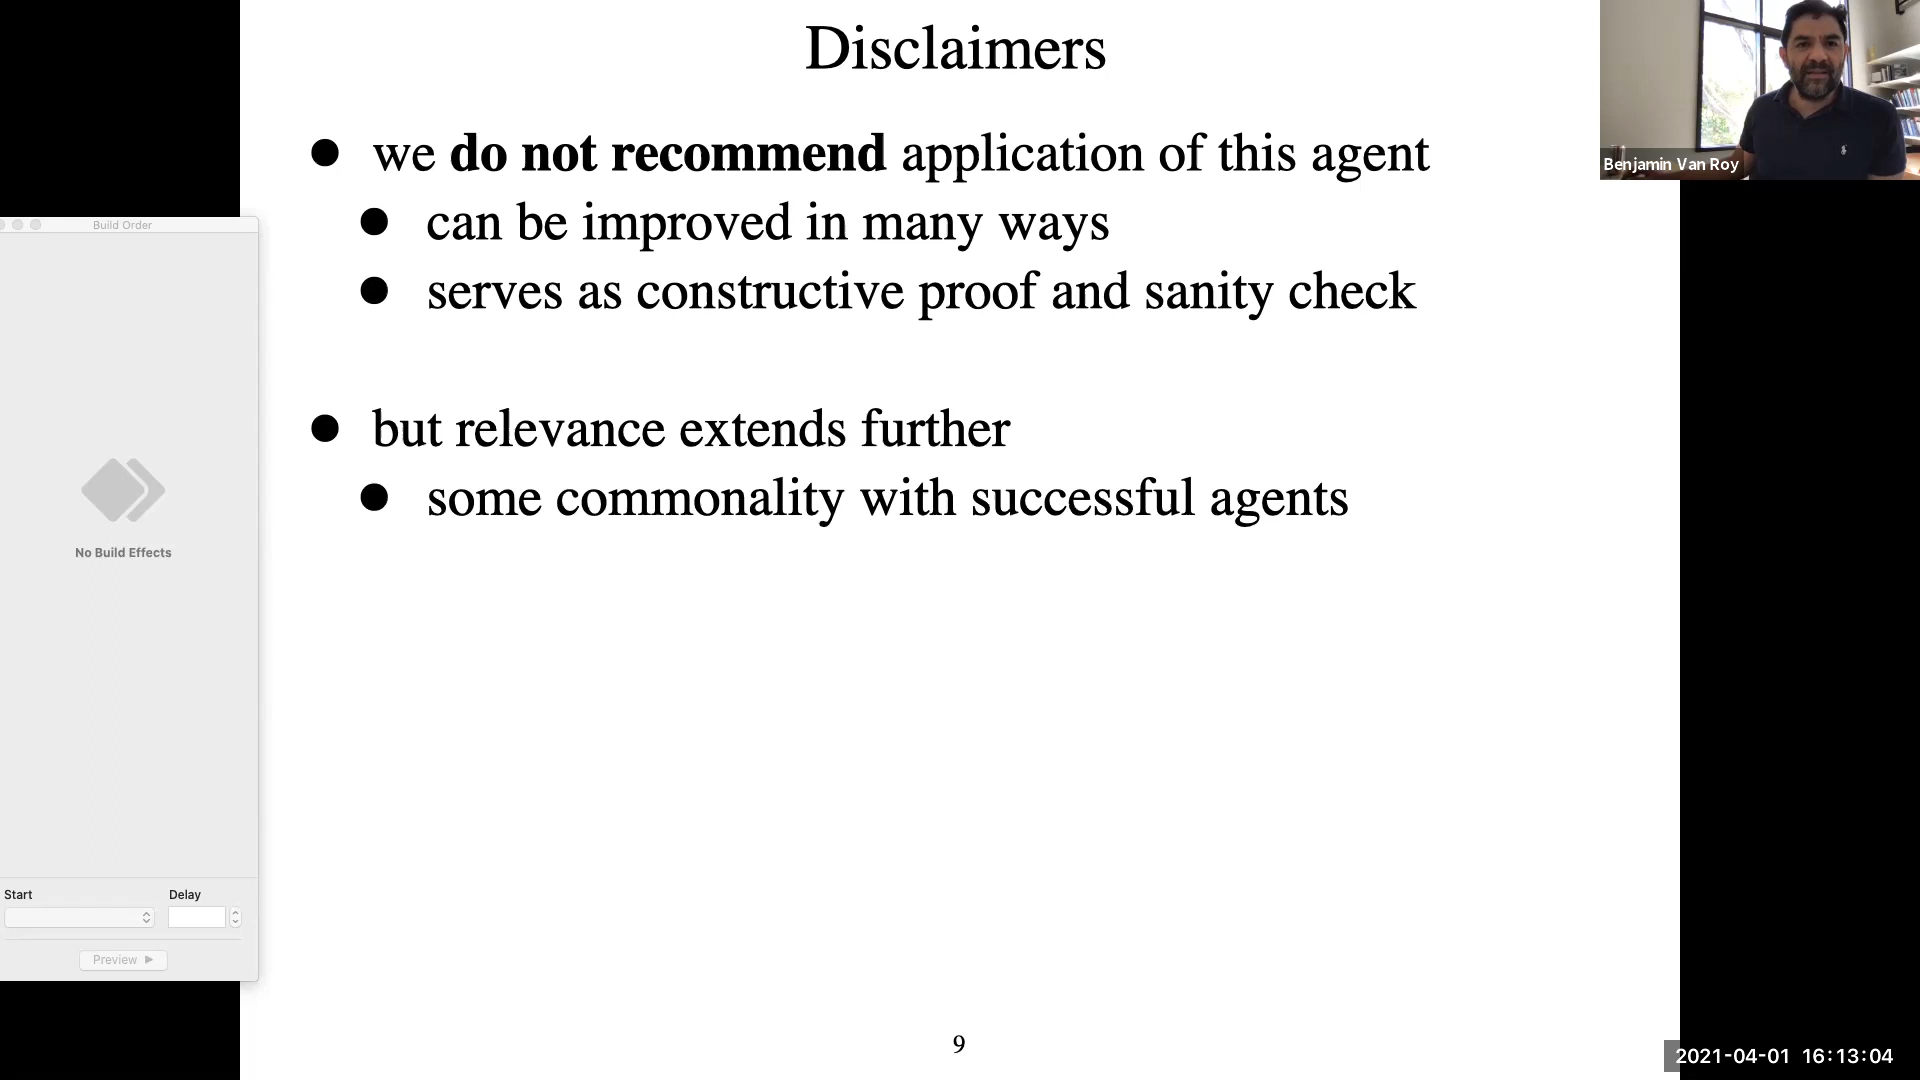 Disclaimers
we do not recommend application of this agent
can be improved in many ways
serves as constructive proof and sanity check
but relevance extends further
some commonality with successful agents
9
Benjamin Van Roy
Build Order
No Build Effects
Start
Delay
Preview
2021-04-01 16:13:04